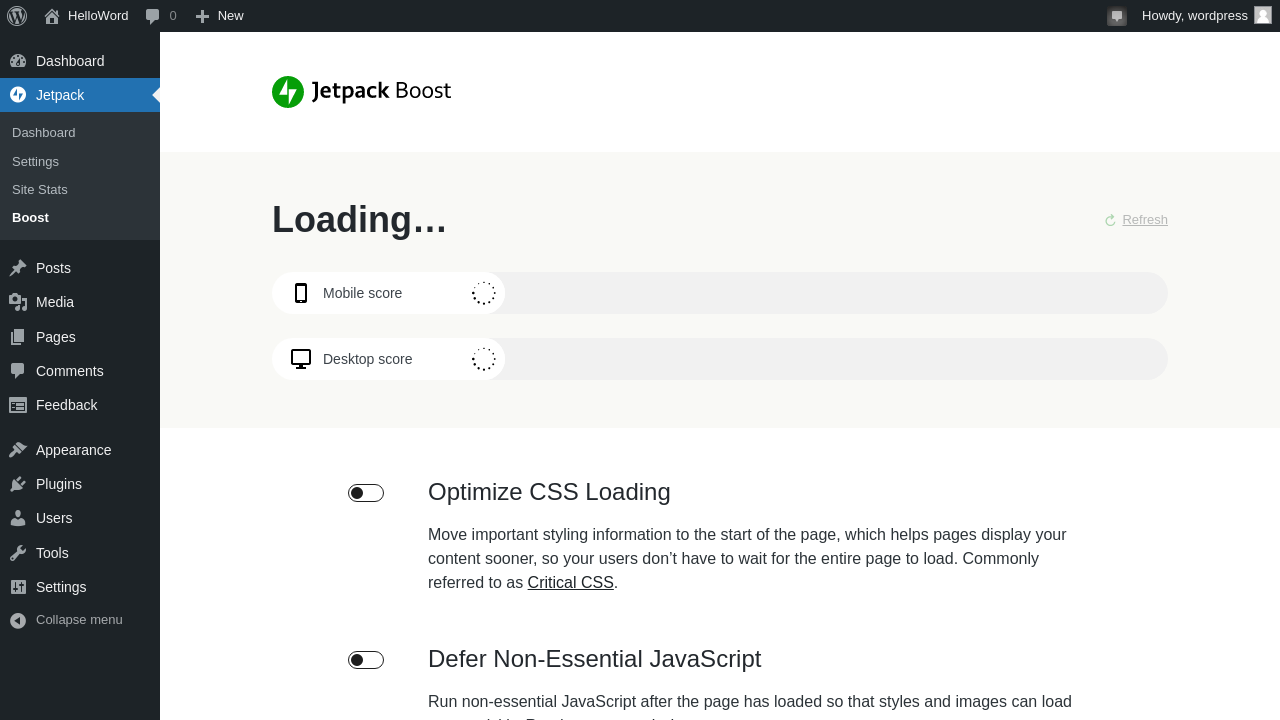 HelloWord
0
New
Howdy, wordpress
Dashboard
Jetpack
Dashboard
Settings
Site Stats
Boost
Posts
Media
Pages
Comments
Feedback
Appearance
Plugins
Users
Tools
Settings
Collapse menu
Jetpack Boost
Loading…
Refresh
Mobile score
Desktop score
Optimize CSS Loading
Move important styling information to the start of the page, which helps pages display your
content sooner, so your users don’t have to wait for the entire page to load. Commonly
referred to as Critical CSS.
Defer Non-Essential JavaScript
Run non-essential JavaScript after the page has loaded so that styles and images can load